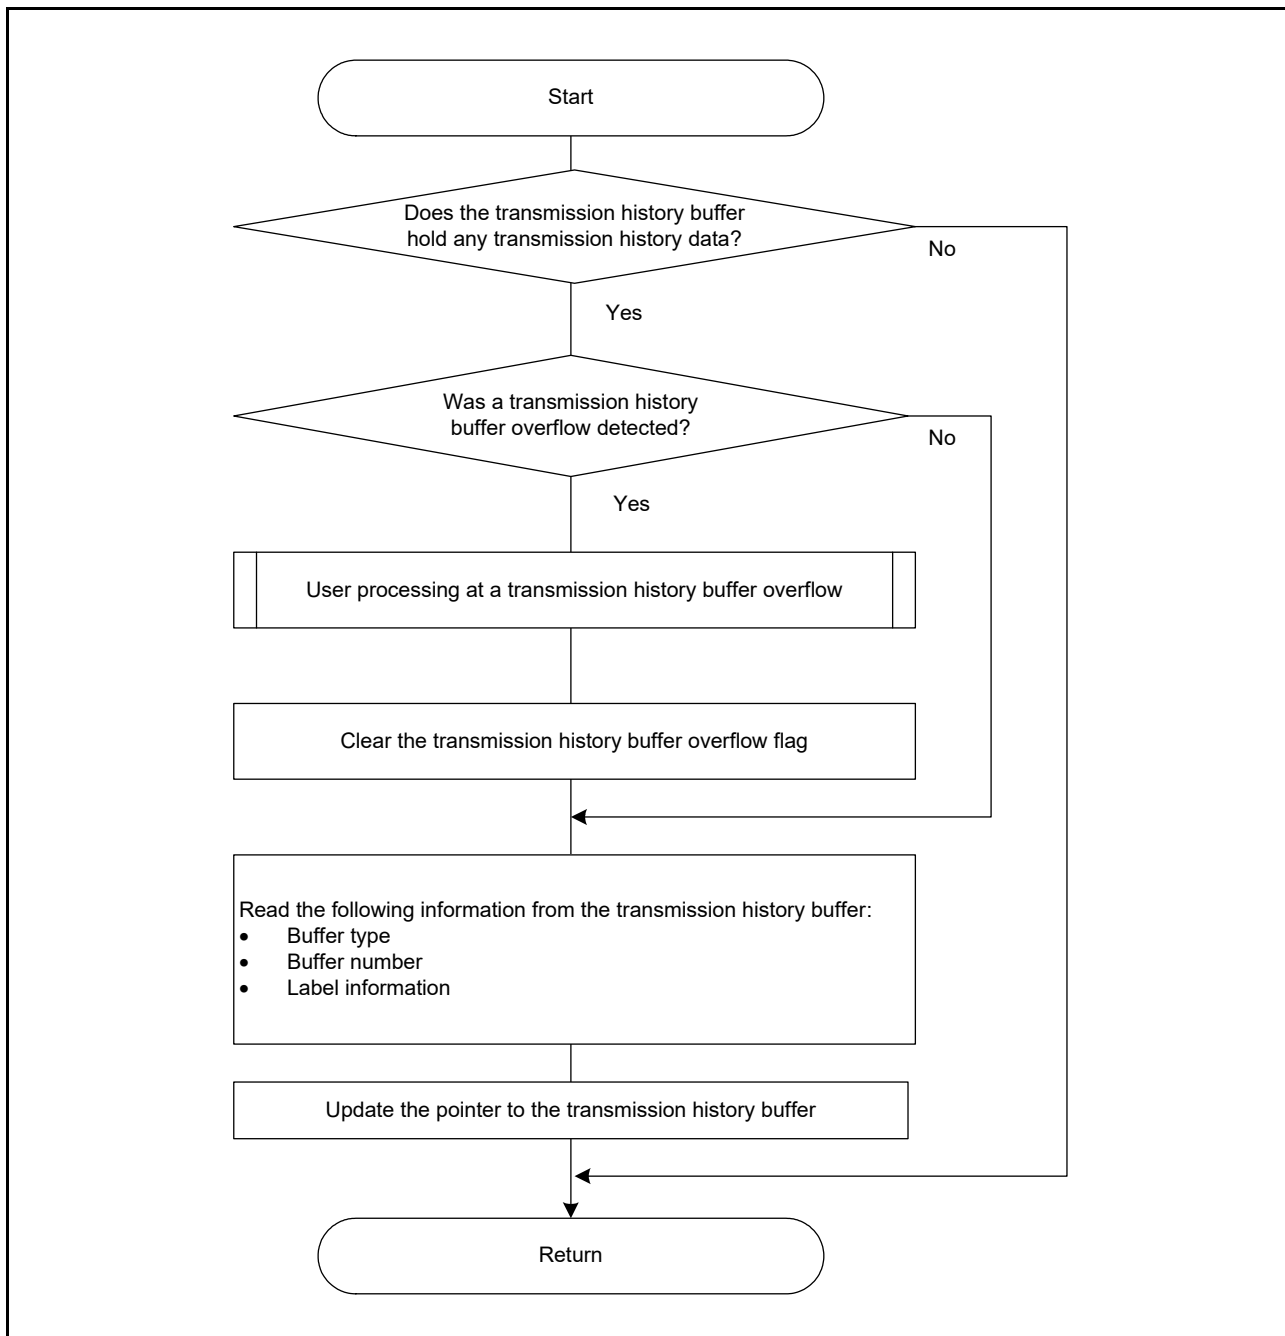 Start
Does the transmission history buffer
hold any transmission history data?
No
Yes
Was a transmission history
buffer overflow detected?
No
Yes
User processing at a transmission history buffer overflow
Clear the transmission history buffer overflow flag
Read the following information from the transmission history buffer:
• Buffer type
• Buffer number
• Label information
Update the pointer to the transmission history buffer
Return